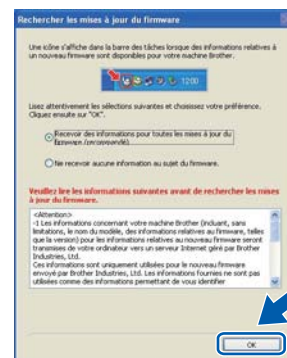 Rechercher les mises à jour du firmware
Une icône s'affiche dans la barre des tâches lorsque des informations relatives à
un nouveau firmware sont disponibles pour votre machine Brother.
12:00
Lisez attentivement les sélections suivantes et choisissez votre préférence.
Cliquez ensuite sur "OK".
Recevoir des informations pour toutes les mises à jour du
firmware (recommandé)
Ne recevoir aucune information au sujet du firmware.
Veuillez lire les informations suivantes avant de rechercher les mises
à jour du firmware.
<Attention>
-1 Les informations concernant votre machine Brother (incluant, sans
limitations, le nom du modèle, des informations relatives au firmware, telles
que la version) pour les informations relatives au nouveau firmware seront
transmises de votre ordinateur vers un serveur Internet géré par Brother
Industries, Ltd.
Ces informations sont uniquement utilisées pour le nouveau firmware
envoyé par Brother Industries, Ltd. Les informations fournies ne sont pas
utilisées comme des informations permettant de vous identifier
OK